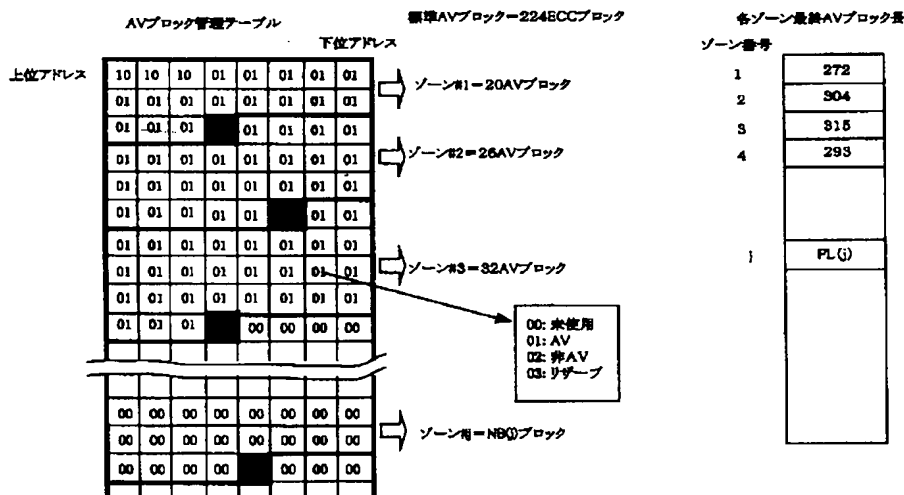 AVブロック管理テーブル
標準AVブロック=224ECCブロック
各ゾーン最終AVブロック長
下位アドレス
ゾーン番号
上位アドレス
10 10 10 01 01 01 01 01
01 01 01 01 01 01 01 01
01 01 01 01 01 01 01
01 01 01 01 01 01 01 01
01 01 01 01 01 01 01 01
01 01 01 01 01 01 01
01 01 01 01 01 01 01 01
01 01 01 01 01 01 01 01
01 01 01 01 01 01 01 01
01 01 01 00 00 00 00
00 00 00 00 00 00 00 00
00 00 00 00 00 00 00 00
00 00 00 00 00 00 00
ゾーン#1=20AVブロック
ゾーン#2=26AVブロック
ゾーン#3=32AVブロック
ゾーン#j=NB(j)ブロック
00: 未使用
01: AV
02: 非AV
03: リザーブ
1 272
2 304
3 315
4 293
j FL(j)